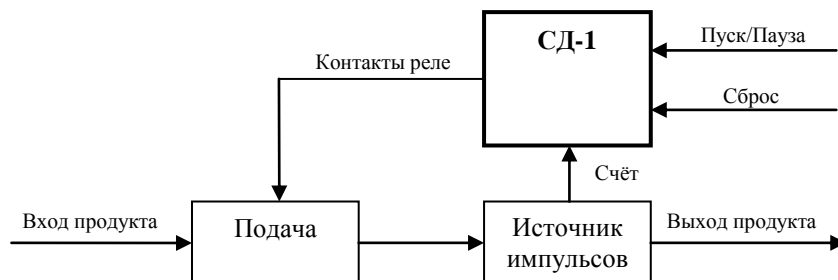 СД-1
Пуск/Пауза
Контакты реле
Сброс
Счёт
Вход продукта
Подача
Источник
импульсов
Выход продукта